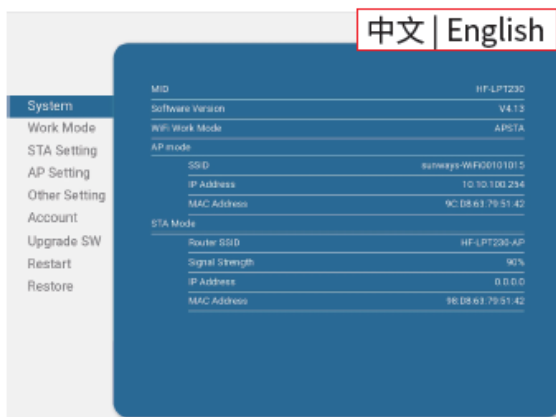 中文 | English
System
Work Mode
STA Setting
AP Setting
Other Setting
Account
Upgrade SW
Restart
Restore
MID HF-LPT230
Software Version V4.13
WiFi Work Mode APSTA
AP mode
SSID sunways-WiFi00101015
IP Address 10.10.100.254
MAC Address 9C:D8:63:79:51:42
STA Mode
Router SSID HF-LPT230-AP
Signal Strength 90%
IP Address 0.0.0.0
MAC Address 98:D8:63:79:51:42